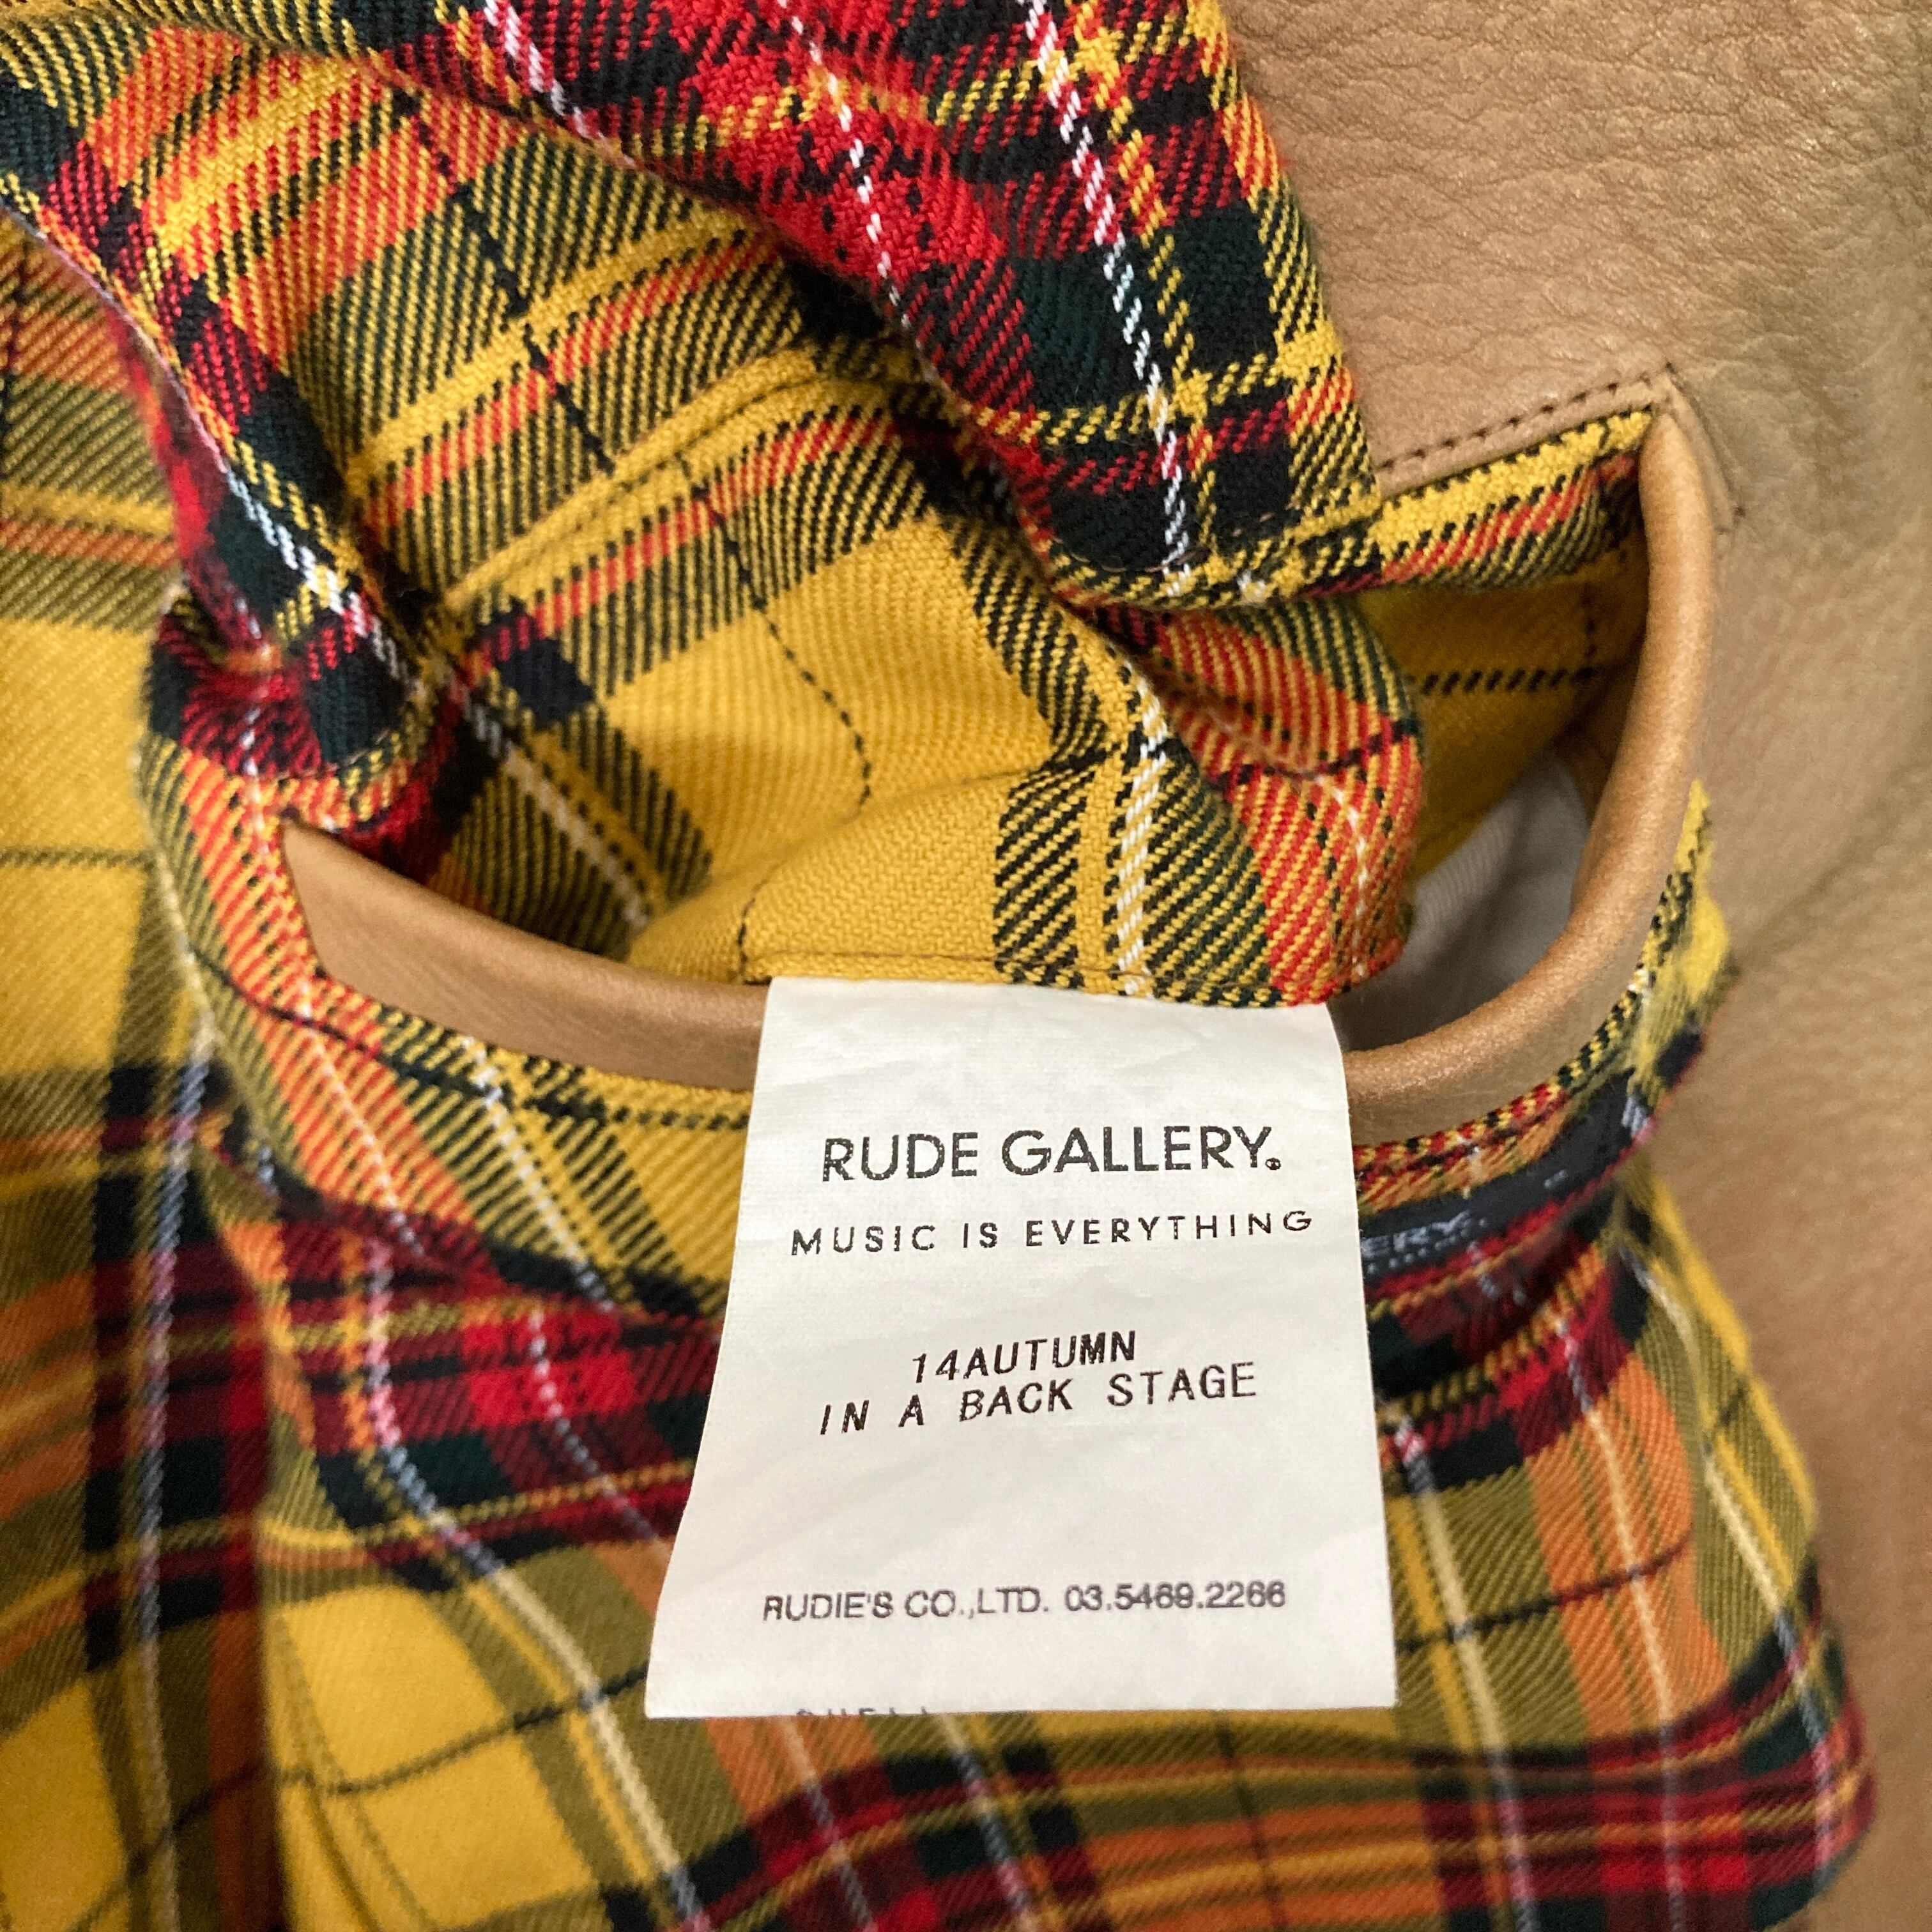 RUDE GALLERY.
MUSIC IS EVERYTHING
14AUTUMN
IN A BACK STAGE
RUDIE'S CO.,LTD. 03.5469.2266